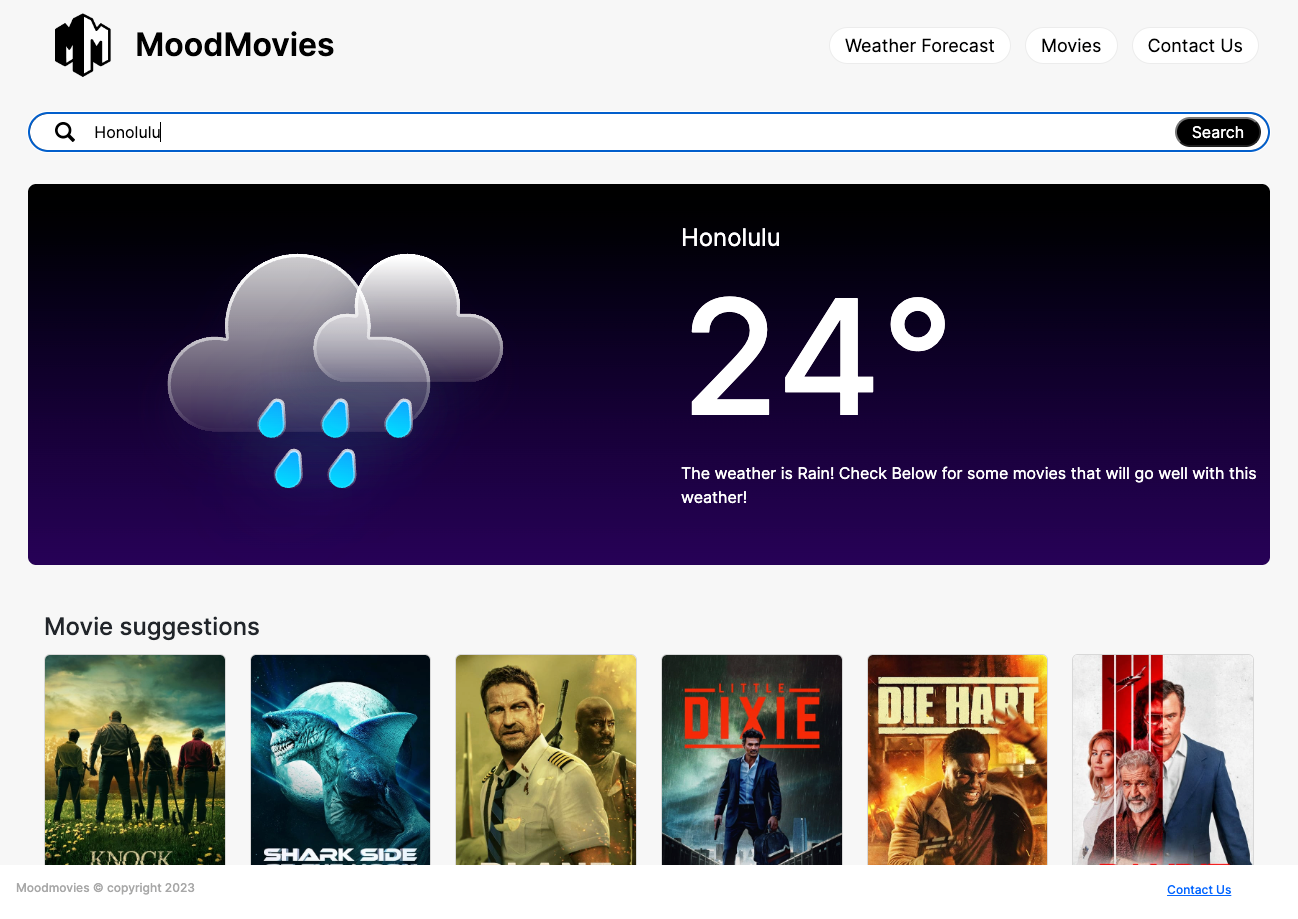 MoodMovies
Weather Forecast
Movies
Contact Us
Honolulu
Search
Honolulu
24°
The weather is Rain! Check Below for some movies that will go well with this
weather!
Movie suggestions
KNOCK
SHARK SIDE
PLANE
LITTLE
DIXIE
DIE HART
Moodmovies © copyright 2023
Contact Us